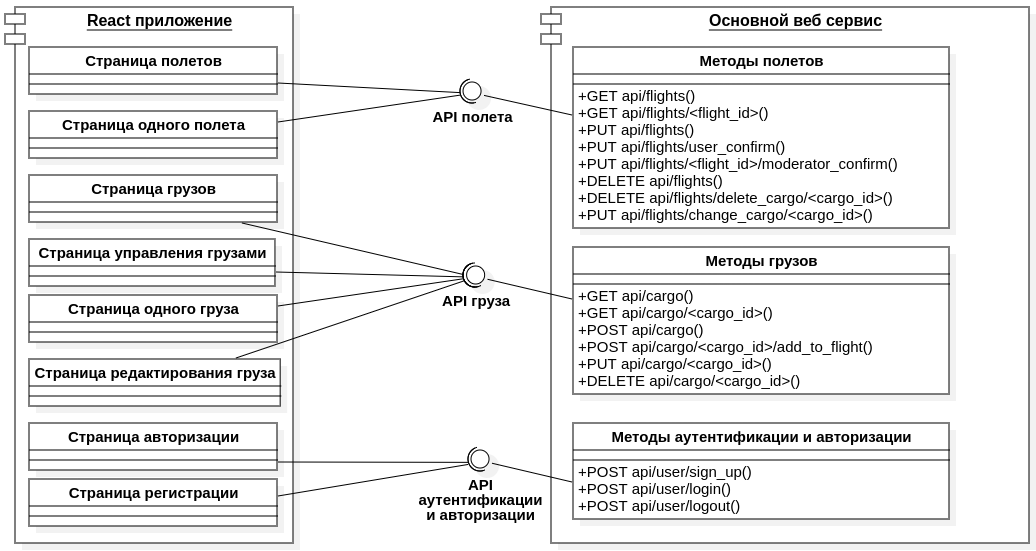 React приложение
Страница полетов
Страница одного полета
Страница грузов
Страница управления грузами
Страница одного груза
Страница редактирования груза
Страница авторизации
Страница регистрации
API полета
API груза
API
аутентификации
и авторизации
Основной веб сервис
Методы полетов
+GET api/flights()
+GET api/flights/<flight_id>()
+PUT api/flights()
+PUT api/flights/user_confirm()
+PUT api/flights/<flight_id>/moderator_confirm()
+DELETE api/flights()
+DELETE api/flights/delete_cargo/<cargo_id>()
+PUT api/flights/change_cargo/<cargo_id>()
Методы грузов
+GET api/cargo()
+GET api/cargo/<cargo_id>()
+POST api/cargo()
+POST api/cargo/<cargo_id>/add_to_flight()
+PUT api/cargo/<cargo_id>()
+DELETE api/cargo/<cargo_id>()
Методы аутентификации и авторизации
+POST api/user/sign_up()
+POST api/user/login()
+POST api/user/logout()